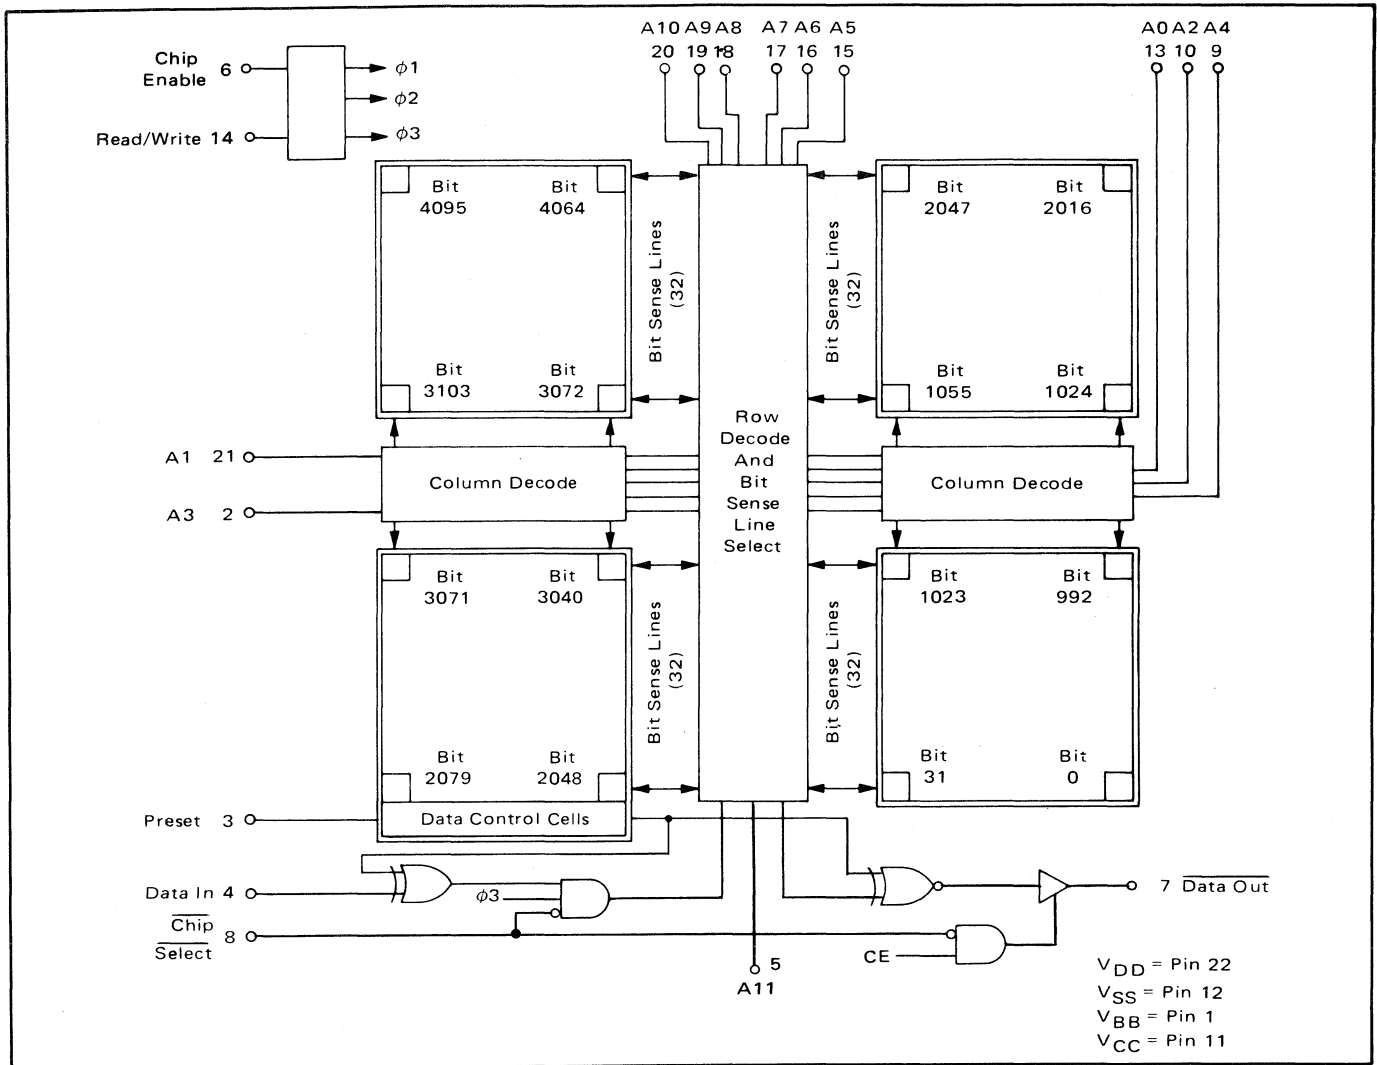 A10 A9 A8 A7 A6 A5 A0 A2 A4
20 19 18 17 16 15 13 10 9
Chip
Enable 6
ϕ1
ϕ2
Read/Write 14
ϕ3
Bit
4095
Bit
4064
Bit
3103
Bit
3072
Bit Sense Lines
(32)
Bit Sense Lines
(32)
Bit
2047
Bit
2016
Bit
1055
Bit
1024
Row
Decode
And
Bit
Sense
Line
Select
A1 21
A3 2
Column Decode
Column Decode
Bit
3071
Bit
3040
Bit
2079
Bit
2048
Bit Sense Lines
(32)
Bit Sense Lines
(32)
Bit
1023
Bit
992
Bit
31
Bit
0
Preset 3
Data Control Cells
Data In 4
ϕ3
7 Data Out
Chip
Select 8
CE
5
A11
VDD = Pin 22
VSS = Pin 12
VBB = Pin 1
VCC = Pin 11